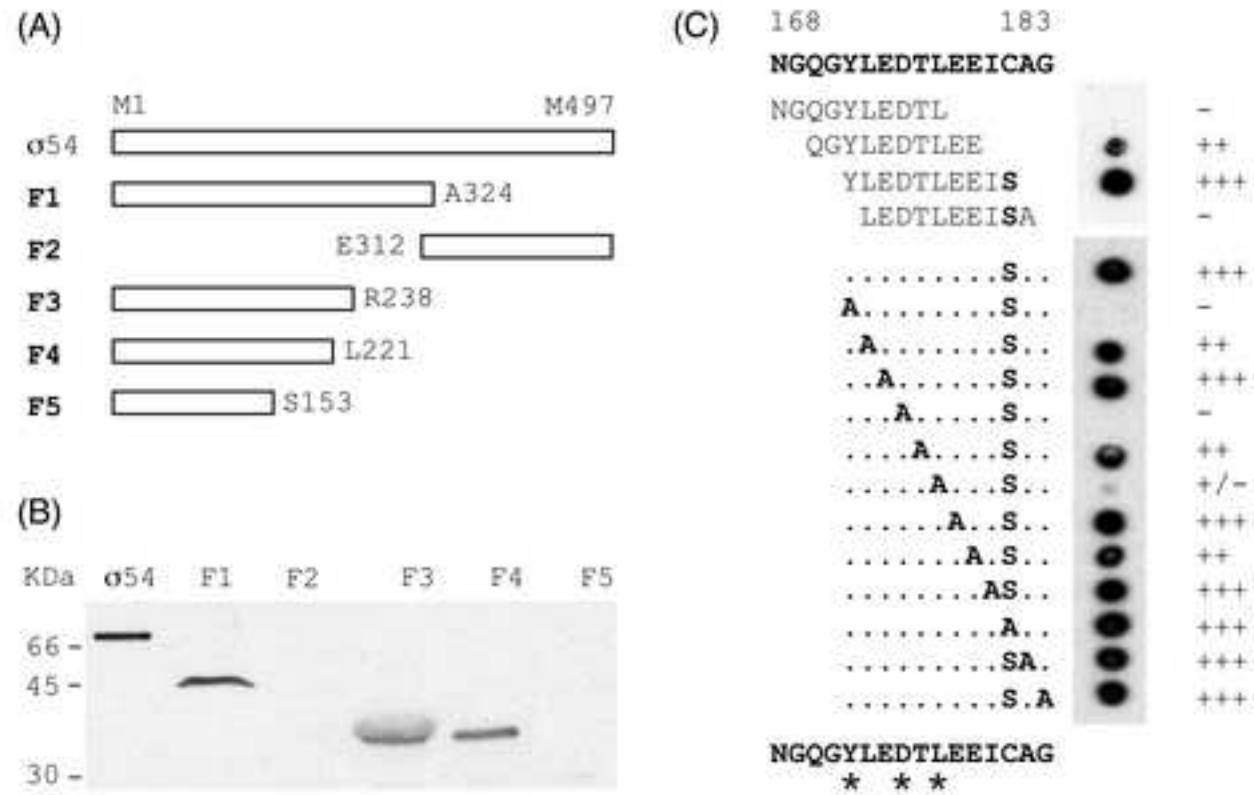 (A)
M1 M497
σ54
F1 A324
F2 E312
F3 R238
F4 L221
F5 S153
(B)
KDa σ54 F1 F2 F3 F4 F5
66 -
45 -
30 -
(C)
168 183
NGQGYLEDTLEEICAG
NGQGYLEDTL -
QGYLEDTLEE ++
YLEDTLEEIS +++
LEDTLEEISA -
.........S.. +++
A........S.. -
.A.......S.. ++
..A......S.. +++
...A.....S.. -
....A....S.. ++
.....A...S.. +/-
......A..S.. +++
.......A.S.. ++
........AS.. +++
.........A.. +++
.........SA. +++
.........S.A +++
NGQGYLEDTLEEICAG
* * *